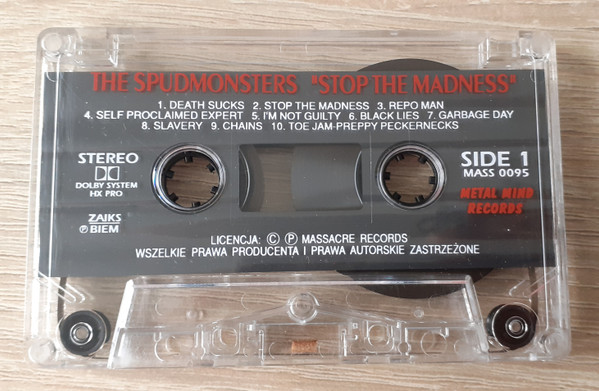 THE SPUDMONSTERS "STOP THE MADNESS"
1. DEATH SUCKS 2. STOP THE MADNESS 3. REPO MAN
4. SELF PROCLAIMED EXPERT 5. I'M NOT GUILTY 6. BLACK LIES 7. GARBAGE DAY
8. SLAVERY 9. CHAINS 10. TOE JAM-PREPPY PECKERNECKS
STEREO
DOLBY SYSTEM
HX PRO
SIDE 1
MASS 0095
METAL MIND
RECORDS
ZAIKS
℗ BIEM
LICENCJA: © ℗ MASSACRE RECORDS
WSZELKIE PRAWA PRODUCENTA I PRAWA AUTORSKIE ZASTRZEŻONE